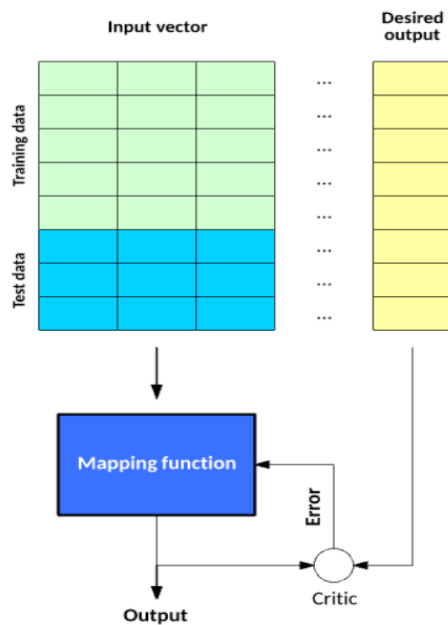 Input vector
Desired
output
Training data
...
...
...
...
...
Test data
...
...
...
Mapping function
Error
Critic
Output